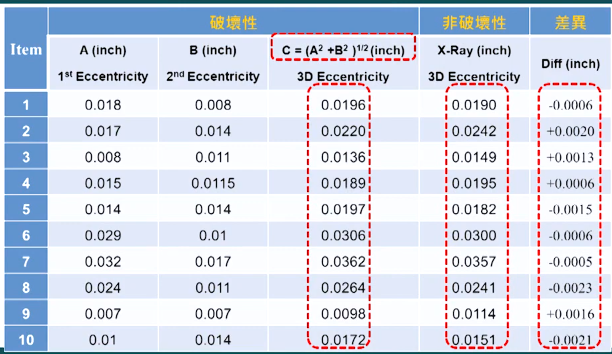 破壞性 非破壞性 差異
Item A (inch) B (inch) C = (A² +B² )¹/² (inch) X-Ray (inch) Diff (inch)
1st Eccentricity 2nd Eccentricity 3D Eccentricity 3D Eccentricity
1 0.018 0.008 0.0196 0.0190 -0.0006
2 0.017 0.014 0.0220 0.0242 +0.0020
3 0.008 0.011 0.0136 0.0149 +0.0013
4 0.015 0.0115 0.0189 0.0195 +0.0006
5 0.014 0.014 0.0197 0.0182 -0.0015
6 0.029 0.01 0.0306 0.0300 -0.0006
7 0.032 0.017 0.0362 0.0357 -0.0005
8 0.024 0.011 0.0264 0.0241 -0.0023
9 0.007 0.007 0.0098 0.0114 +0.0016
10 0.01 0.014 0.0172 0.0151 -0.0021